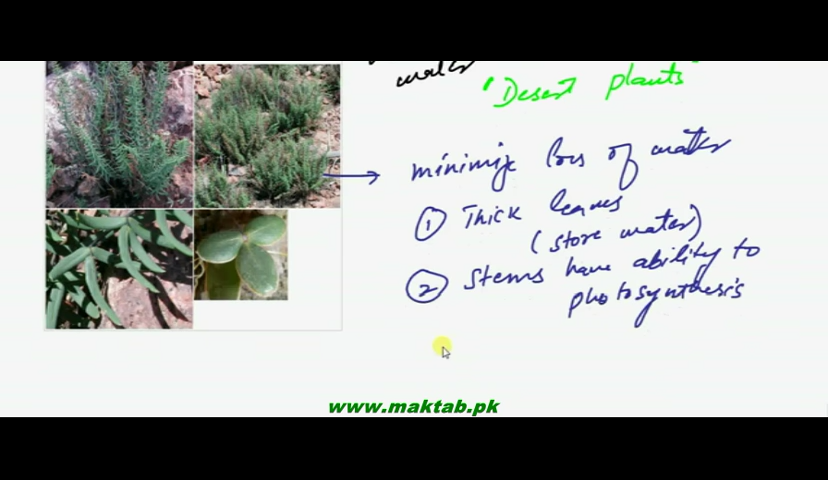 water
"Desert plants"
minimize loss of water
① Thick leaves
(store water)
② Stems have ability to
photosynthesis
www.maktab.pk